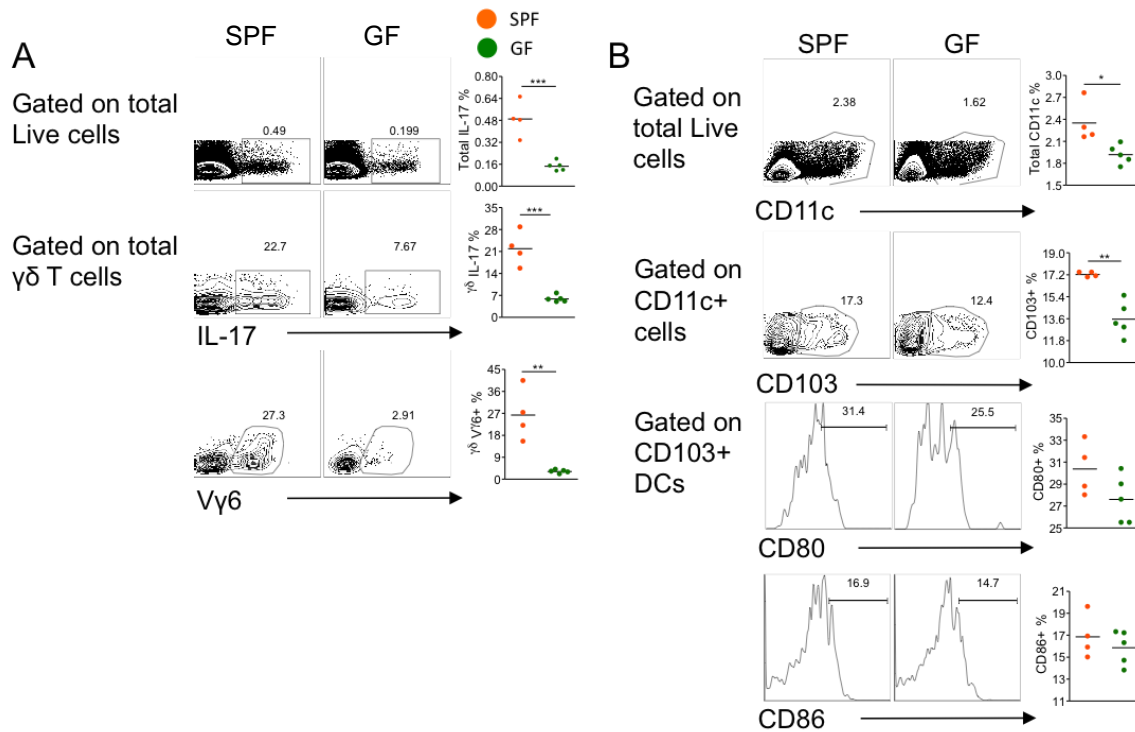 SPF
GF
A
SPF
GF
Gated on total
Live cells
0.49
0.199
Total IL-17 %
0.80
0.64
0.48
0.32
0.16
0.00
***
Gated on total
γδ T cells
22.7
7.67
γδ IL-17 %
35
28
21
14
7
0
***
IL-17
27.3
2.91
γδ Vγ6+ %
45
36
27
18
9
0
**
Vγ6
B
SPF
GF
Gated on
total Live
cells
2.38
1.62
Total CD11c %
3.0
2.7
2.4
2.1
1.8
1.5
*
CD11c
Gated on
CD11c+
cells
17.3
12.4
CD103+ %
19.0
17.2
15.4
13.6
11.8
10.0
**
CD103
Gated on
CD103+
DCs
31.4
25.5
CD80+ %
35
33
31
29
27
25
CD80
16.9
14.7
CD86+ %
21
19
17
15
13
11
CD86